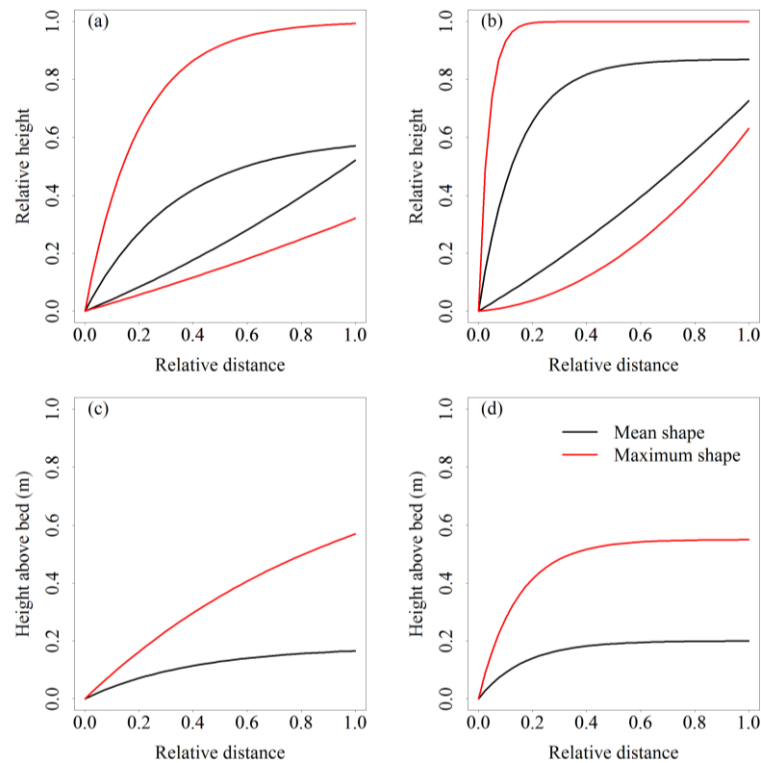 (a)
1.0
0.8
0.6
0.4
0.2
0.0
Relative height
0.0 0.2 0.4 0.6 0.8 1.0
Relative distance
(b)
1.0
0.8
0.6
0.4
0.2
0.0
Relative height
0.0 0.2 0.4 0.6 0.8 1.0
Relative distance
(c)
1.0
0.8
0.6
0.4
0.2
0.0
Height above bed (m)
0.0 0.2 0.4 0.6 0.8 1.0
Relative distance
(d)
Mean shape
Maximum shape
1.0
0.8
0.6
0.4
0.2
0.0
Height above bed (m)
0.0 0.2 0.4 0.6 0.8 1.0
Relative distance